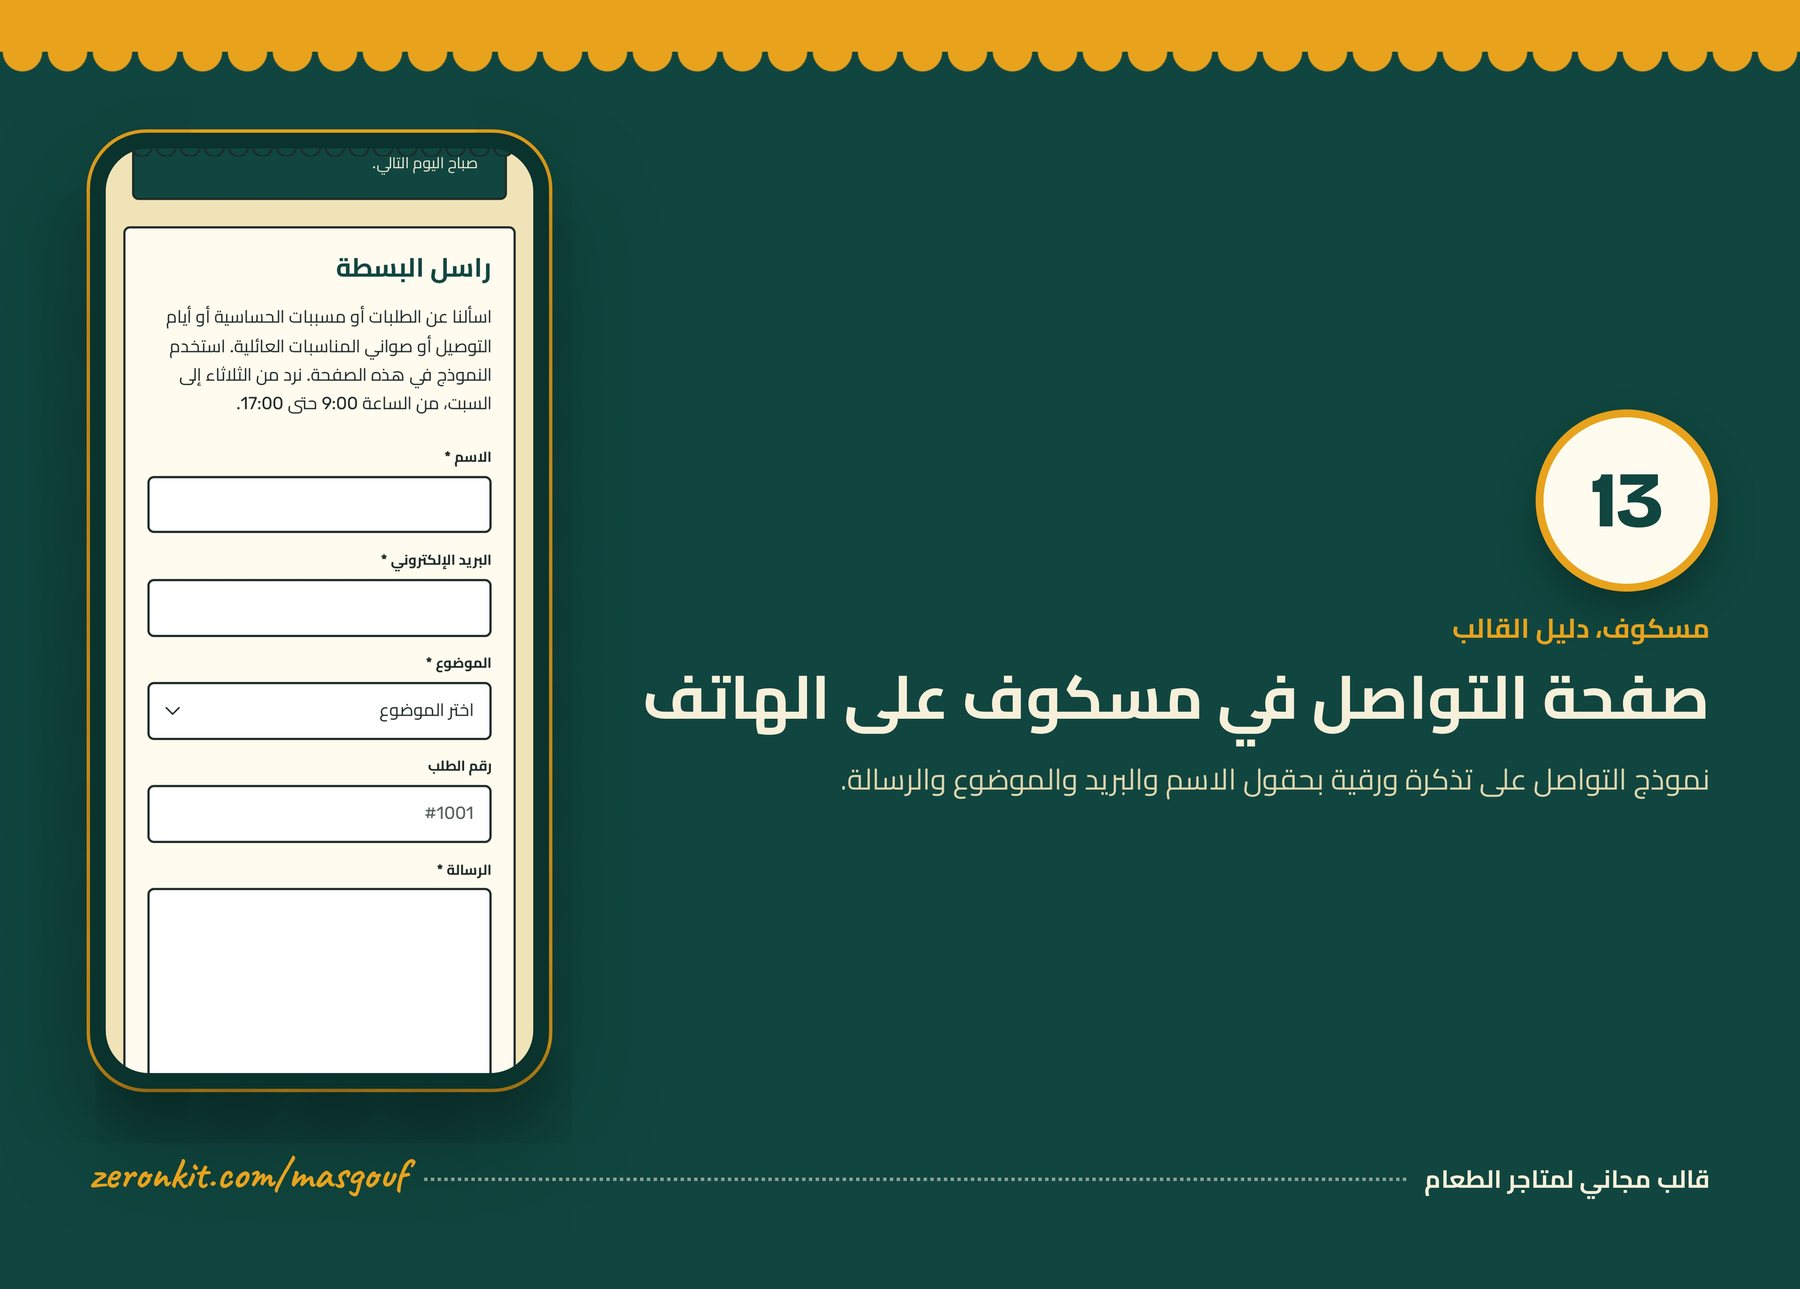 صباح اليوم التالي.
راسل البسطة
اسألنا عن الطلبات أو مسببات الحساسية أو أيام
التوصيل أو صواني المناسبات العائلية. استخدم
النموذج في هذه الصفحة. نرد من الثلاثاء إلى
السبت، من الساعة 9:00 حتى 17:00.
الاسم *
البريد الإلكتروني *
الموضوع *
اختر الموضوع
رقم الطلب
#1001
الرسالة *
13
مسكوف، دليل القالب
صفحة التواصل في مسكوف على الهاتف
نموذج التواصل على تذكرة ورقية بحقول الاسم والبريد والموضوع والرسالة.
قالب مجاني لمتاجر الطعام
zeronkit.com/masgouf